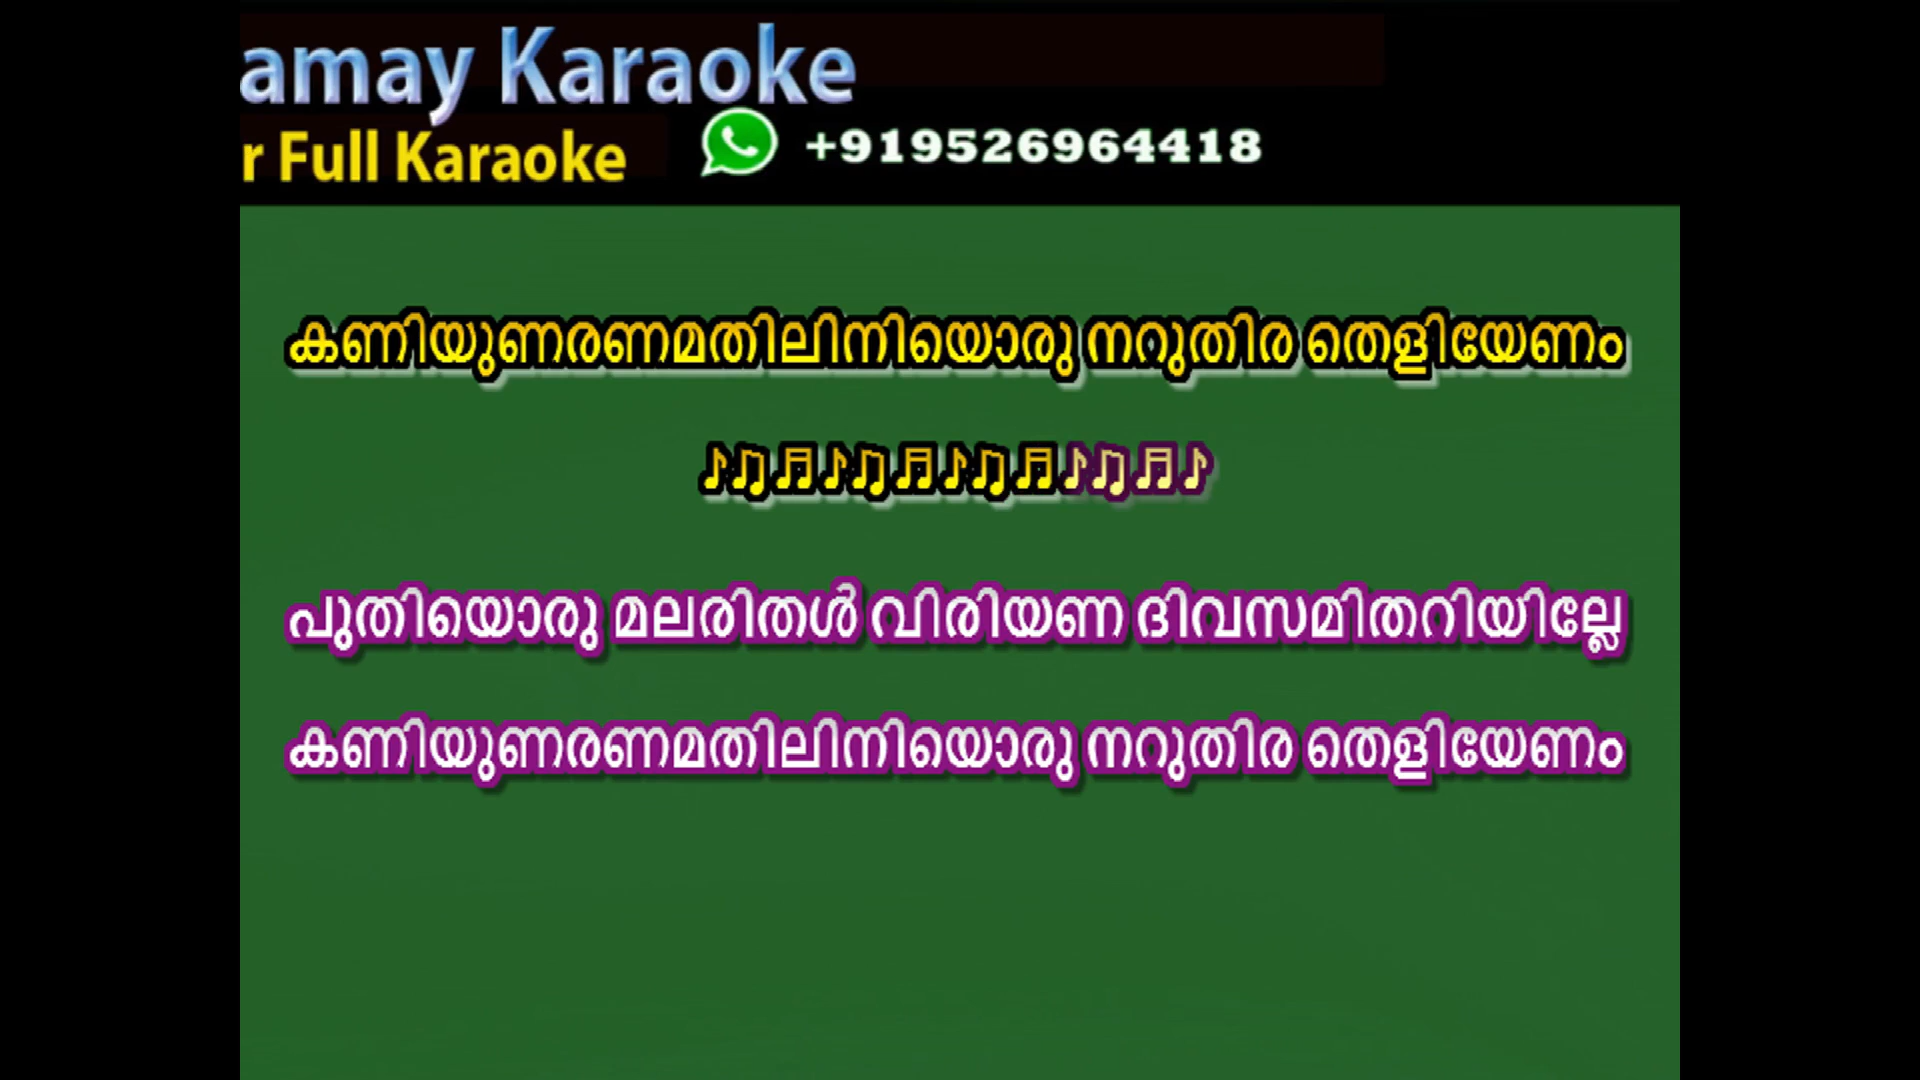 amay Karaoke
r Full Karaoke +919526964418
കണിയുണരണമതിലിനിയൊരു നറുതിര തെളിയേണം
♪♫♬♪♫♬♪♫♬♪♫♬♪
പുതിയൊരു മലരിതൾ വിരിയണ ദിവസമിതറിയില്ലേ
കണിയുണരണമതിലിനിയൊരു നറുതിര തെളിയേണം